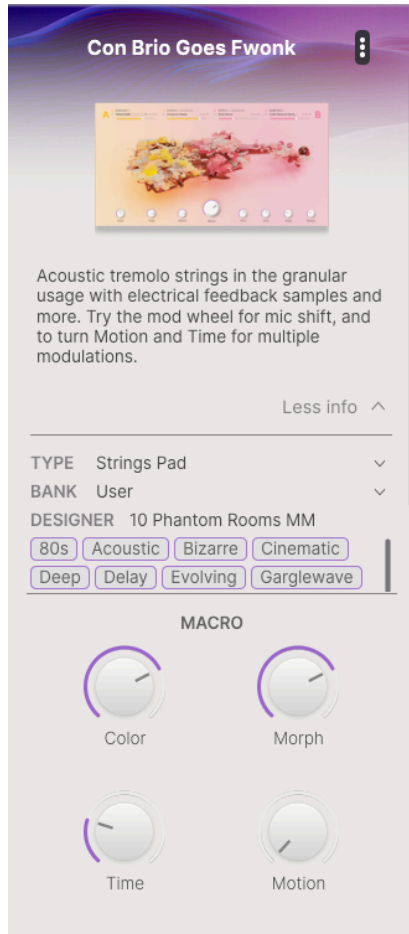 Con Brio Goes Fwonk
A
B
Acoustic tremolo strings in the granular
usage with electrical feedback samples and
more. Try the mod wheel for mic shift, and
to turn Motion and Time for multiple
modulations.
Less info
TYPE Strings Pad
BANK User
DESIGNER 10 Phantom Rooms MM
80s Acoustic Bizarre Cinematic
Deep Delay Evolving Garglewave
MACRO
Color Morph
Time Motion